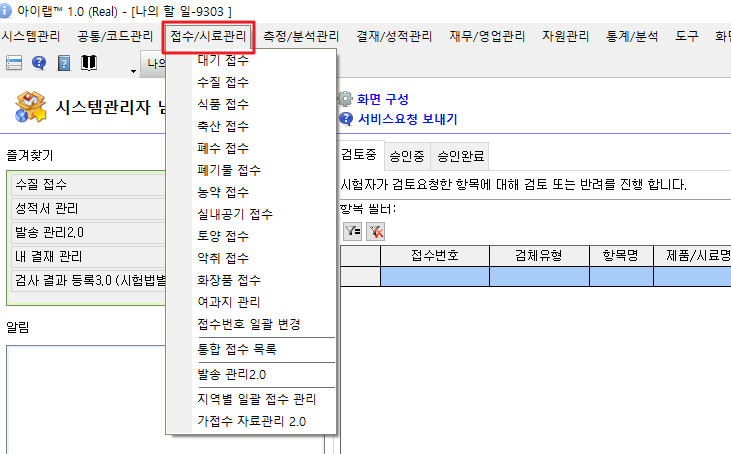 아이랩™ 1.0 (Real) - [나의 할 일-9303 ]
시스템관리 공통/코드관리 접수/시료관리 측정/분석관리 결재/성적관리 재무/영업관리 자원관리 통계/분석 도구
나의
시스템관리자
화면 구성
서비스요청 보내기
즐겨찾기
수질 접수
성적서 관리
발송 관리2.0
내 결재 관리
검사 결과 등록3.0 (시험법별
알림
대기 접수
수질 접수
식품 접수
축산 접수
폐수 접수
폐기물 접수
농약 접수
실내공기 접수
토양 접수
악취 접수
화장품 접수
여과지 관리
접수번호 일괄 변경
통합 접수 목록
발송 관리2.0
지역별 일괄 접수 관리
가접수 자료관리 2.0
검토중 승인중 승인완료
시험자가 검토요청한 항목에 대해 검토 또는 반려를 진행 합니다.
항목 필터:
접수번호 검체유형 항목명 제품/시료명